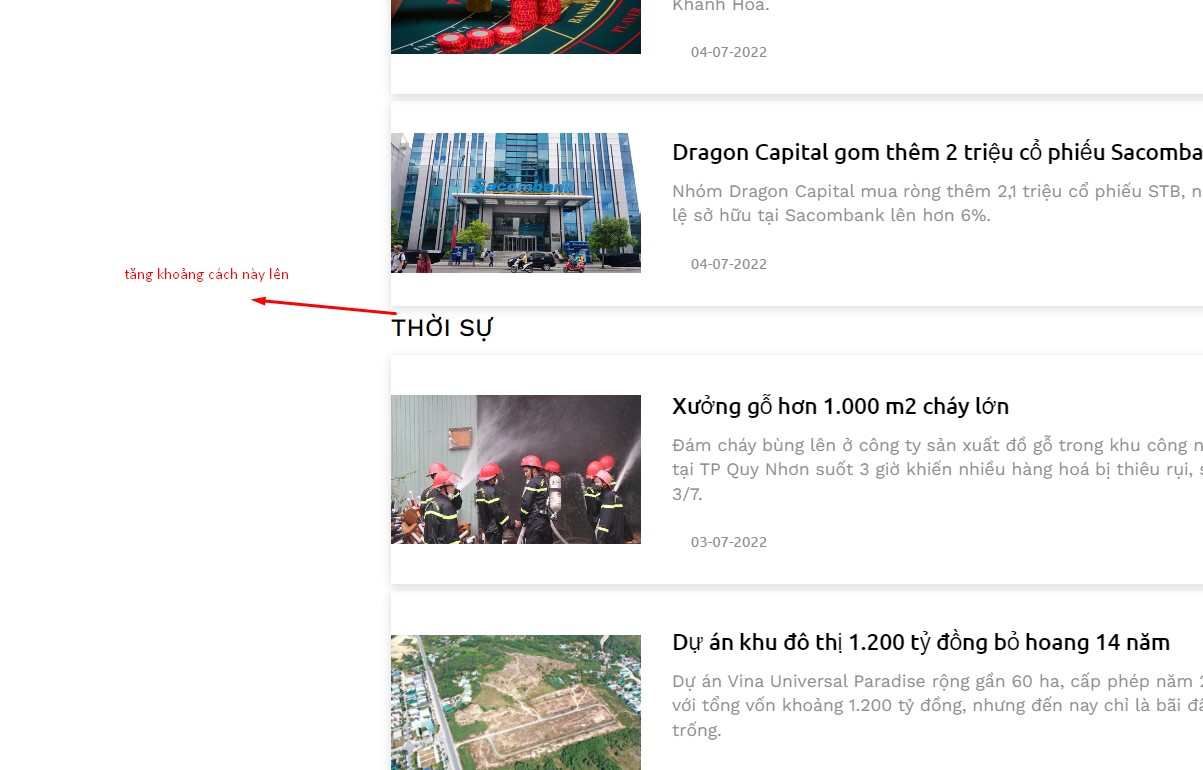 Khánh Hòa.
BANKER
PLAYER
04-07-2022
Dragon Capital gom thêm 2 triệu cổ phiếu Sacomba
Sacombank
Nhóm Dragon Capital mua ròng thêm 2,1 triệu cổ phiếu STB, n
lệ sở hữu tại Sacombank lên hơn 6%.
04-07-2022
tăng khoảng cách này lên
THỜI SỰ
Xưởng gỗ hơn 1.000 m2 cháy lớn
Đám cháy bùng lên ở công ty sản xuất đồ gỗ trong khu công n
tại TP Quy Nhơn suốt 3 giờ khiến nhiều hàng hoá bị thiêu rụi, s
3/7.
03-07-2022
Dự án khu đô thị 1.200 tỷ đồng bỏ hoang 14 năm
Dự án Vina Universal Paradise rộng gần 60 ha, cấp phép năm 2
với tổng vốn khoảng 1.200 tỷ đồng, nhưng đến nay chỉ là bãi đấ
trống.